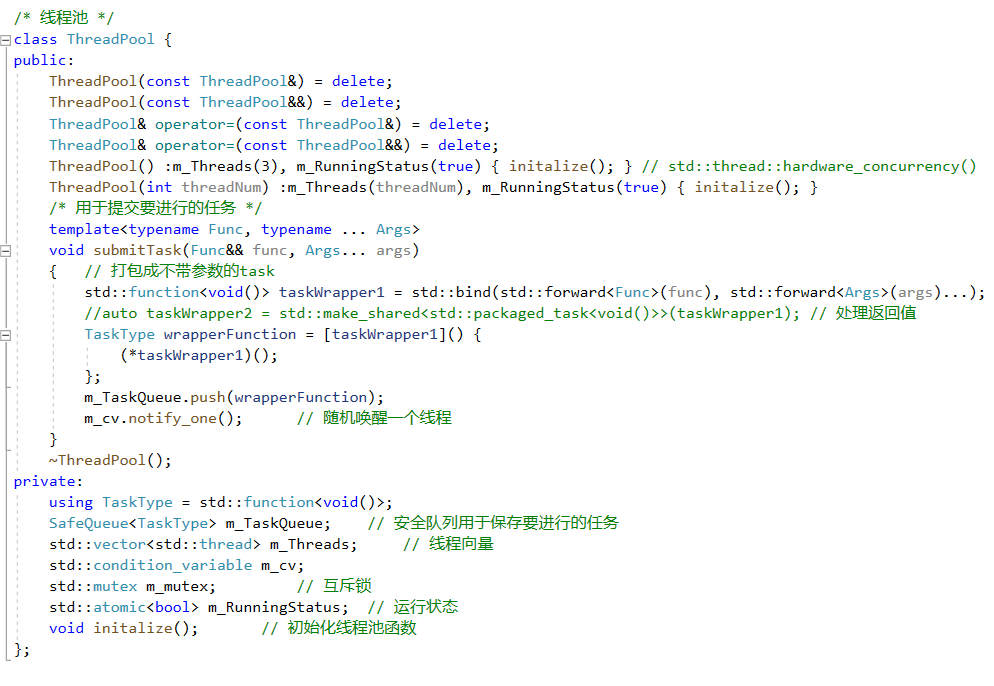 /* 线程池 */
class ThreadPool {
public:
    ThreadPool(const ThreadPool&) = delete;
    ThreadPool(const ThreadPool&&) = delete;
    ThreadPool& operator=(const ThreadPool&) = delete;
    ThreadPool& operator=(const ThreadPool&&) = delete;
    ThreadPool() :m_Threads(3), m_RunningStatus(true) { initalize(); } // std::thread::hardware_concurrency()
    ThreadPool(int threadNum) :m_Threads(threadNum), m_RunningStatus(true) { initalize(); }
    /* 用于提交要进行的任务 */
    template<typename Func, typename ... Args>
    void submitTask(Func&& func, Args... args)
    {   // 打包成不带参数的task
        std::function<void()> taskWrapper1 = std::bind(std::forward<Func>(func), std::forward<Args>(args)...);
        //auto taskWrapper2 = std::make_shared<std::packaged_task<void()>>(taskWrapper1); // 处理返回值
        TaskType wrapperFunction = [taskWrapper1]() {
            (*taskWrapper1)();
        };
        m_TaskQueue.push(wrapperFunction);
        m_cv.notify_one();      // 随机唤醒一个线程
    }
    ~ThreadPool();
private:
    using TaskType = std::function<void()>;
    SafeQueue<TaskType> m_TaskQueue;    // 安全队列用于保存要进行的任务
    std::vector<std::thread> m_Threads;     // 线程向量
    std::condition_variable m_cv;
    std::mutex m_mutex;         // 互斥锁
    std::atomic<bool> m_RunningStatus;  // 运行状态
    void initalize();       // 初始化线程池函数
};